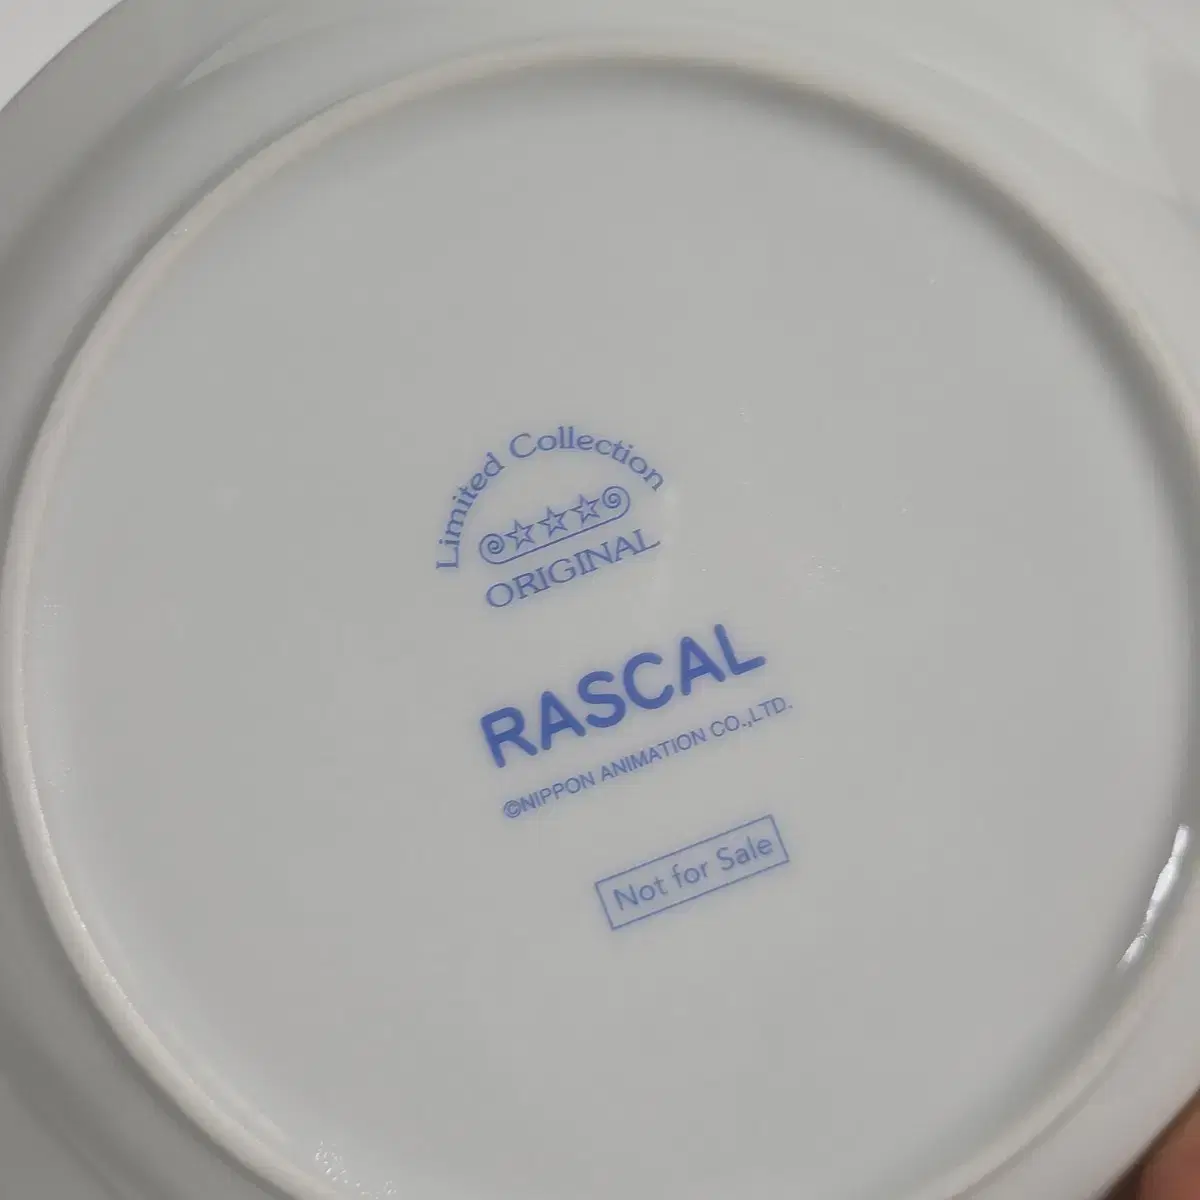 Limited Collection
ORIGINAL
RASCAL
©NIPPON ANIMATION CO.,LTD.
Not for Sale